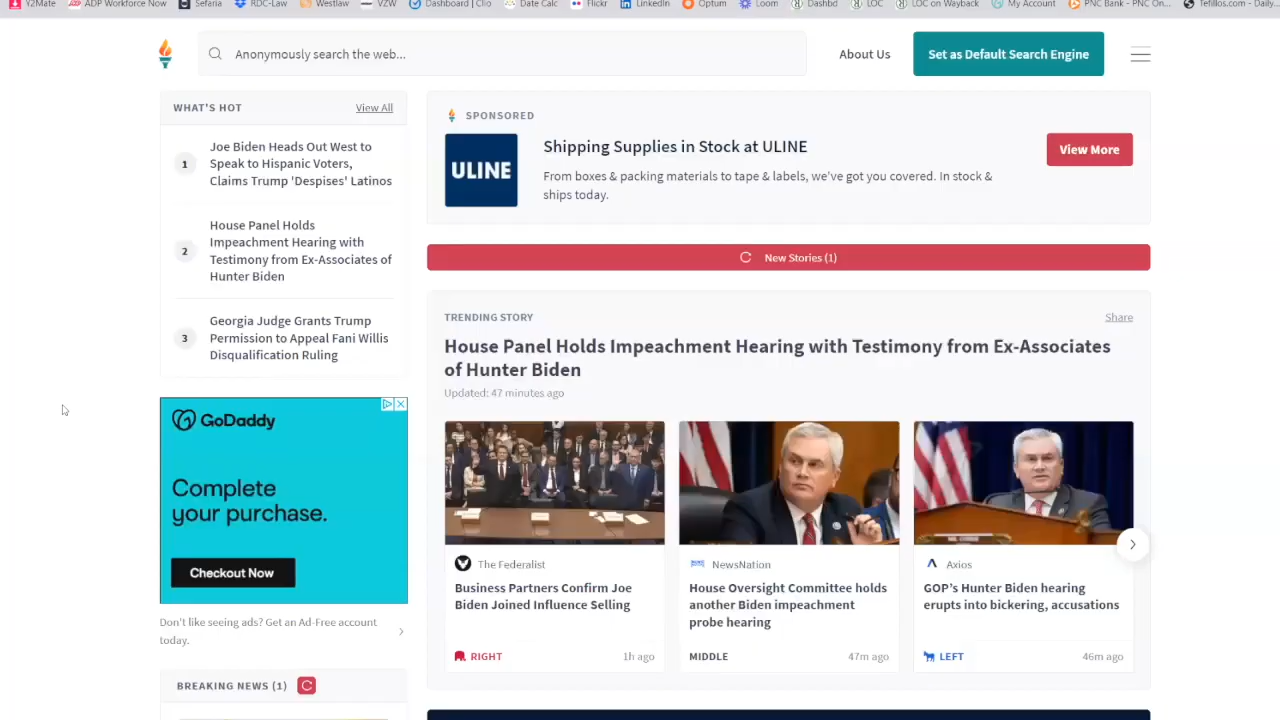 Y2Mate ADP Workforce Now Sefaria RDC-Law Westlaw VZW Dashboard | Clio Date Calc Flickr LinkedIn Optum Loom Dashbd LOC LOC on Wayback My Account PNC Bank - PNC On... Tefillos.com - Daily...
Anonymously search the web...
About Us
Set as Default Search Engine
WHAT'S HOT
View All
1
Joe Biden Heads Out West to
Speak to Hispanic Voters,
Claims Trump 'Despises' Latinos
2
House Panel Holds
Impeachment Hearing with
Testimony from Ex-Associates of
Hunter Biden
3
Georgia Judge Grants Trump
Permission to Appeal Fani Willis
Disqualification Ruling
GoDaddy
Complete
your purchase.
Checkout Now
Don't like seeing ads? Get an Ad-Free account
today.
BREAKING NEWS (1)
SPONSORED
ULINE
Shipping Supplies in Stock at ULINE
From boxes & packing materials to tape & labels, we've got you covered. In stock &
ships today.
View More
New Stories (1)
TRENDING STORY
Share
House Panel Holds Impeachment Hearing with Testimony from Ex-Associates
of Hunter Biden
Updated: 47 minutes ago
The Federalist
Business Partners Confirm Joe
Biden Joined Influence Selling
RIGHT
1h ago
NewsNation
House Oversight Committee holds
another Biden impeachment
probe hearing
MIDDLE
47m ago
Axios
GOP’s Hunter Biden hearing
erupts into bickering, accusations
LEFT
46m ago